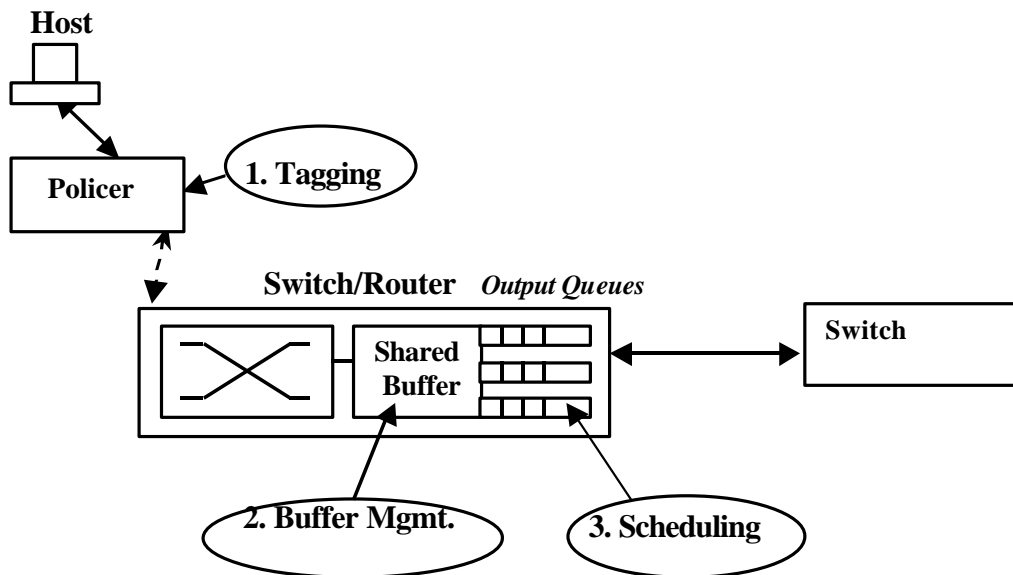 Host
1. Tagging
Policer
Switch/Router Output Queues
Shared
Buffer
Switch
2. Buffer Mgmt.
3. Scheduling